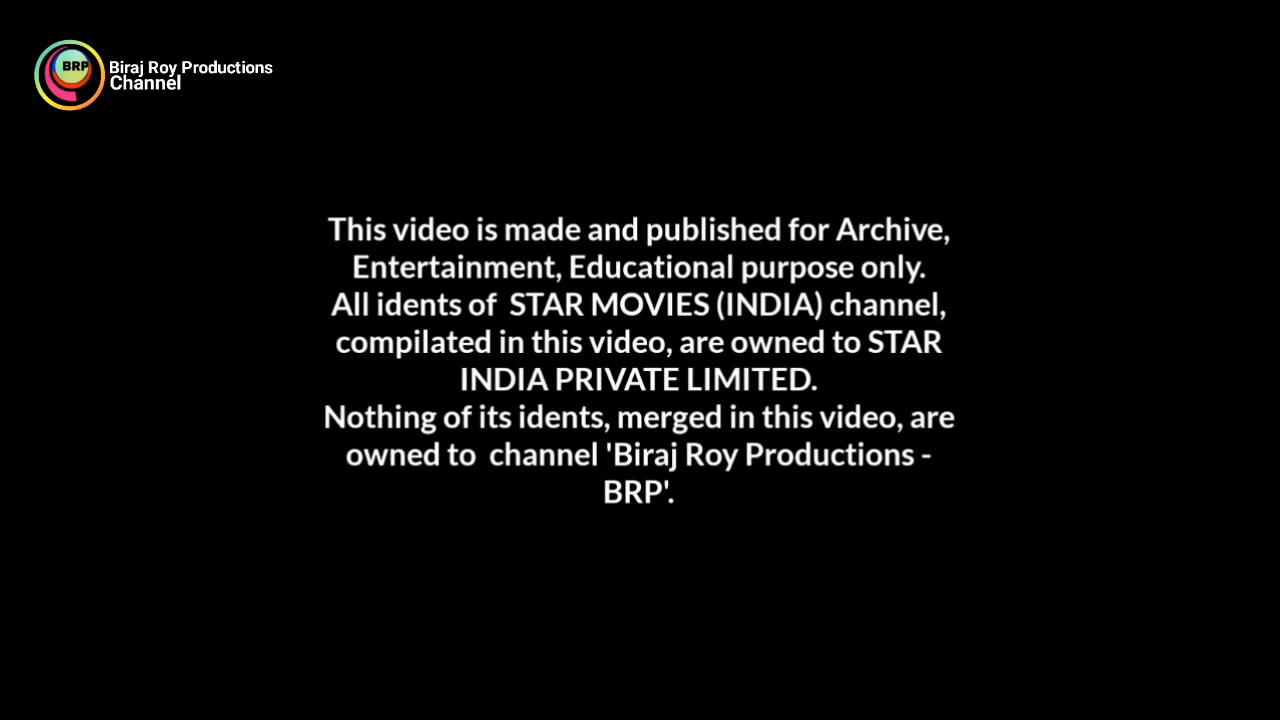 BRP
Biraj Roy Productions
Channel
This video is made and published for Archive,
Entertainment, Educational purpose only.
All idents of  STAR MOVIES (INDIA) channel,
compilated in this video, are owned to STAR
INDIA PRIVATE LIMITED.
Nothing of its idents, merged in this video, are
owned to  channel 'Biraj Roy Productions -
BRP'.